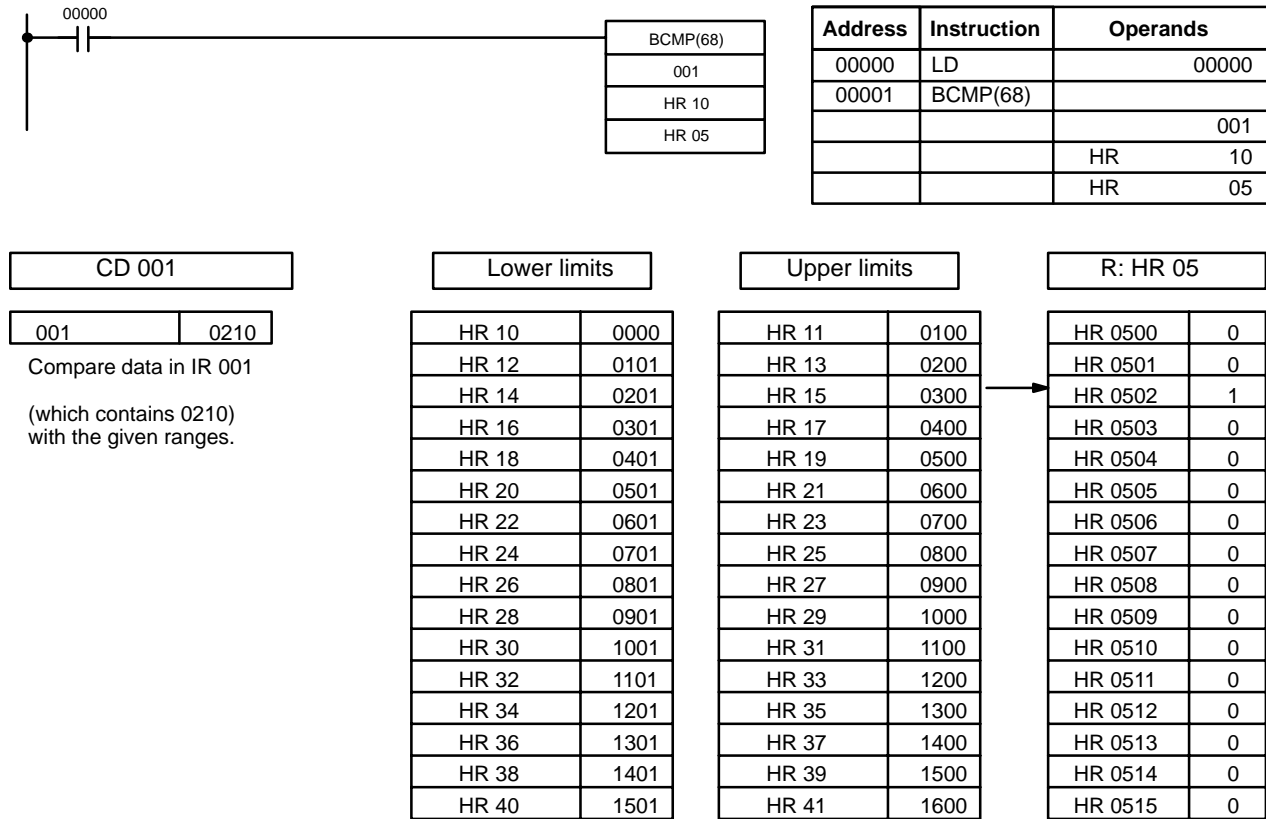 00000
BCMP(68)
001
HR 10
HR 05
Address Instruction Operands
00000 LD 00000
00001 BCMP(68)
001
HR 10
HR 05
CD 001
001 0210
Compare data in IR 001
(which contains 0210)
with the given ranges.
Lower limits Upper limits R: HR 05
HR 10 0000 HR 11 0100 HR 0500 0
HR 12 0101 HR 13 0200 HR 0501 0
HR 14 0201 HR 15 0300 HR 0502 1
HR 16 0301 HR 17 0400 HR 0503 0
HR 18 0401 HR 19 0500 HR 0504 0
HR 20 0501 HR 21 0600 HR 0505 0
HR 22 0601 HR 23 0700 HR 0506 0
HR 24 0701 HR 25 0800 HR 0507 0
HR 26 0801 HR 27 0900 HR 0508 0
HR 28 0901 HR 29 1000 HR 0509 0
HR 30 1001 HR 31 1100 HR 0510 0
HR 32 1101 HR 33 1200 HR 0511 0
HR 34 1201 HR 35 1300 HR 0512 0
HR 36 1301 HR 37 1400 HR 0513 0
HR 38 1401 HR 39 1500 HR 0514 0
HR 40 1501 HR 41 1600 HR 0515 0